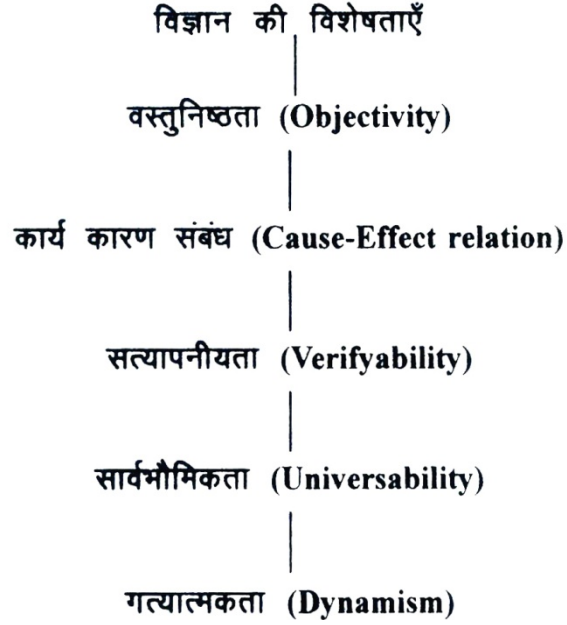 विज्ञान की विशेषताएँ
वस्तुनिष्ठता (Objectivity)
कार्य कारण संबंध (Cause-Effect relation)
सत्यापनीयता (Verifyability)
सार्वभौमिकता (Universability)
गत्यात्मकता (Dynamism)